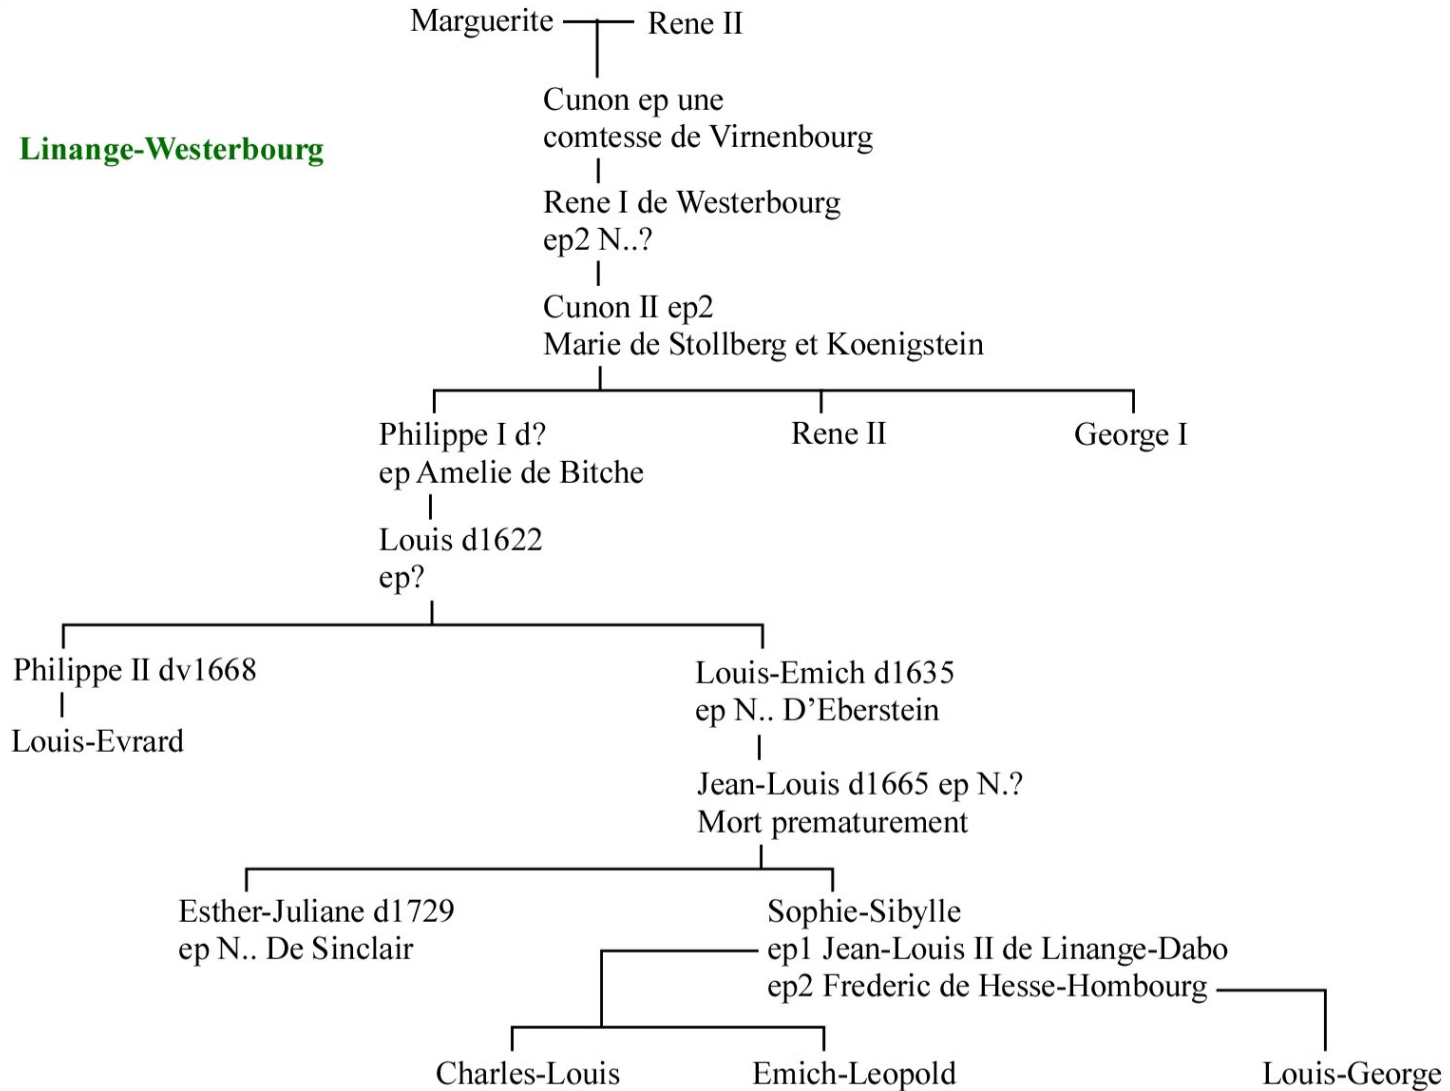 Marguerite Rene II
Cunon ep une
comtesse de Virnenbourg
Linange-Westerbourg
Rene I de Westerbourg
ep2 N..?
Cunon II ep2
Marie de Stollberg et Koenigstein
Philippe I d?
ep Amelie de Bitche
Rene II
George I
Louis d1622
ep?
Philippe II dv1668
Louis-Evrard
Louis-Emich d1635
ep N.. D’Eberstein
Jean-Louis d1665 ep N.?
Mort prematurement
Esther-Juliane d1729
ep N.. De Sinclair
Sophie-Sibylle
ep1 Jean-Louis II de Linange-Dabo
ep2 Frederic de Hesse-Hombourg
Charles-Louis
Emich-Leopold
Louis-George